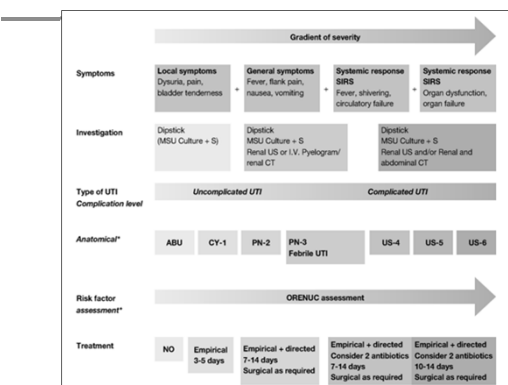 Gradient of severity
Symptoms
Local symptoms
Dysuria, pain,
bladder tenderness
+
General symptoms
Fever, flank pain,
nausea, vomiting
+
Systemic response
SIRS
Fever, shivering,
circulatory failure
+
Systemic response
SIRS
Organ dysfunction,
organ failure
Investigation
Dipstick
(MSU Culture + S)
Dipstick
MSU Culture + S
Renal US or I.V. Pyelogram/
renal CT
Dipstick
MSU Culture + S
Renal US and/or Renal and
abdominal CT
Type of UTI
Complication level
Uncomplicated UTI
Complicated UTI
Anatomical*
ABU
CY-1
PN-2
PN-3
Febrile UTI
US-4
US-5
US-6
Risk factor
assessment*
ORENUC assessment
Treatment
NO
Empirical
3-5 days
Empirical + directed
7-14 days
Surgical as required
Empirical + directed
Consider 2 antibiotics
7-14 days
Surgical as required
Empirical + directed
Consider 2 antibiotics
10-14 days
Surgical as required